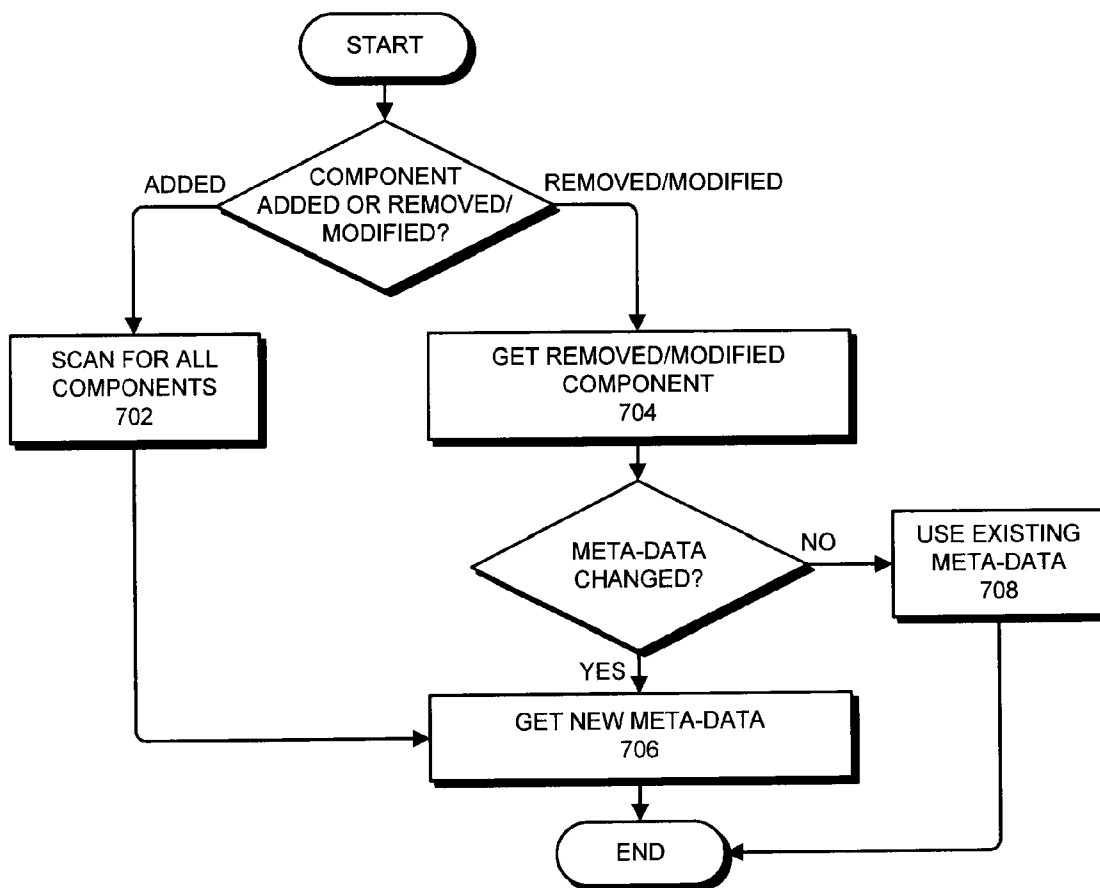 START
COMPONENT
ADDED OR REMOVED/
MODIFIED?
ADDED
REMOVED/MODIFIED
SCAN FOR ALL
COMPONENTS
702
GET REMOVED/MODIFIED
COMPONENT
704
META-DATA
CHANGED?
NO
USE EXISTING
META-DATA
708
YES
GET NEW META-DATA
706
END